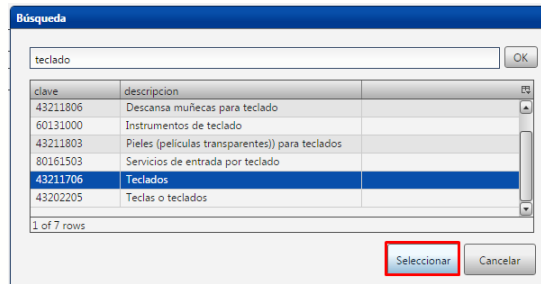 Búsqueda
teclado OK
clave descripcion
43211806 Descansa muñecas para teclado
60131000 Instrumentos de teclado
43211803 Pieles (películas transparentes)) para teclados
80161503 Servicios de entrada por teclado
43211706 Teclados
43202205 Teclas o teclados
1 of 7 rows
Seleccionar Cancelar